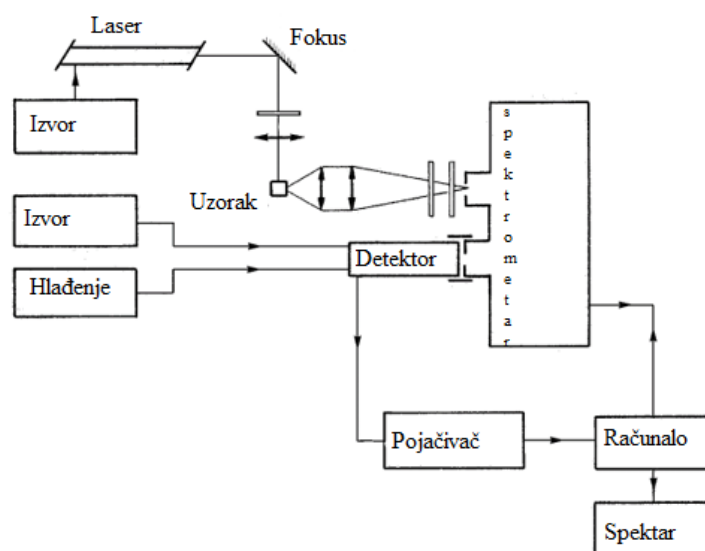 Laser
Fokus
Izvor
spektrometar
Uzorak
Izvor
Hlađenje
Detektor
Pojačivač
Računalo
Spektar